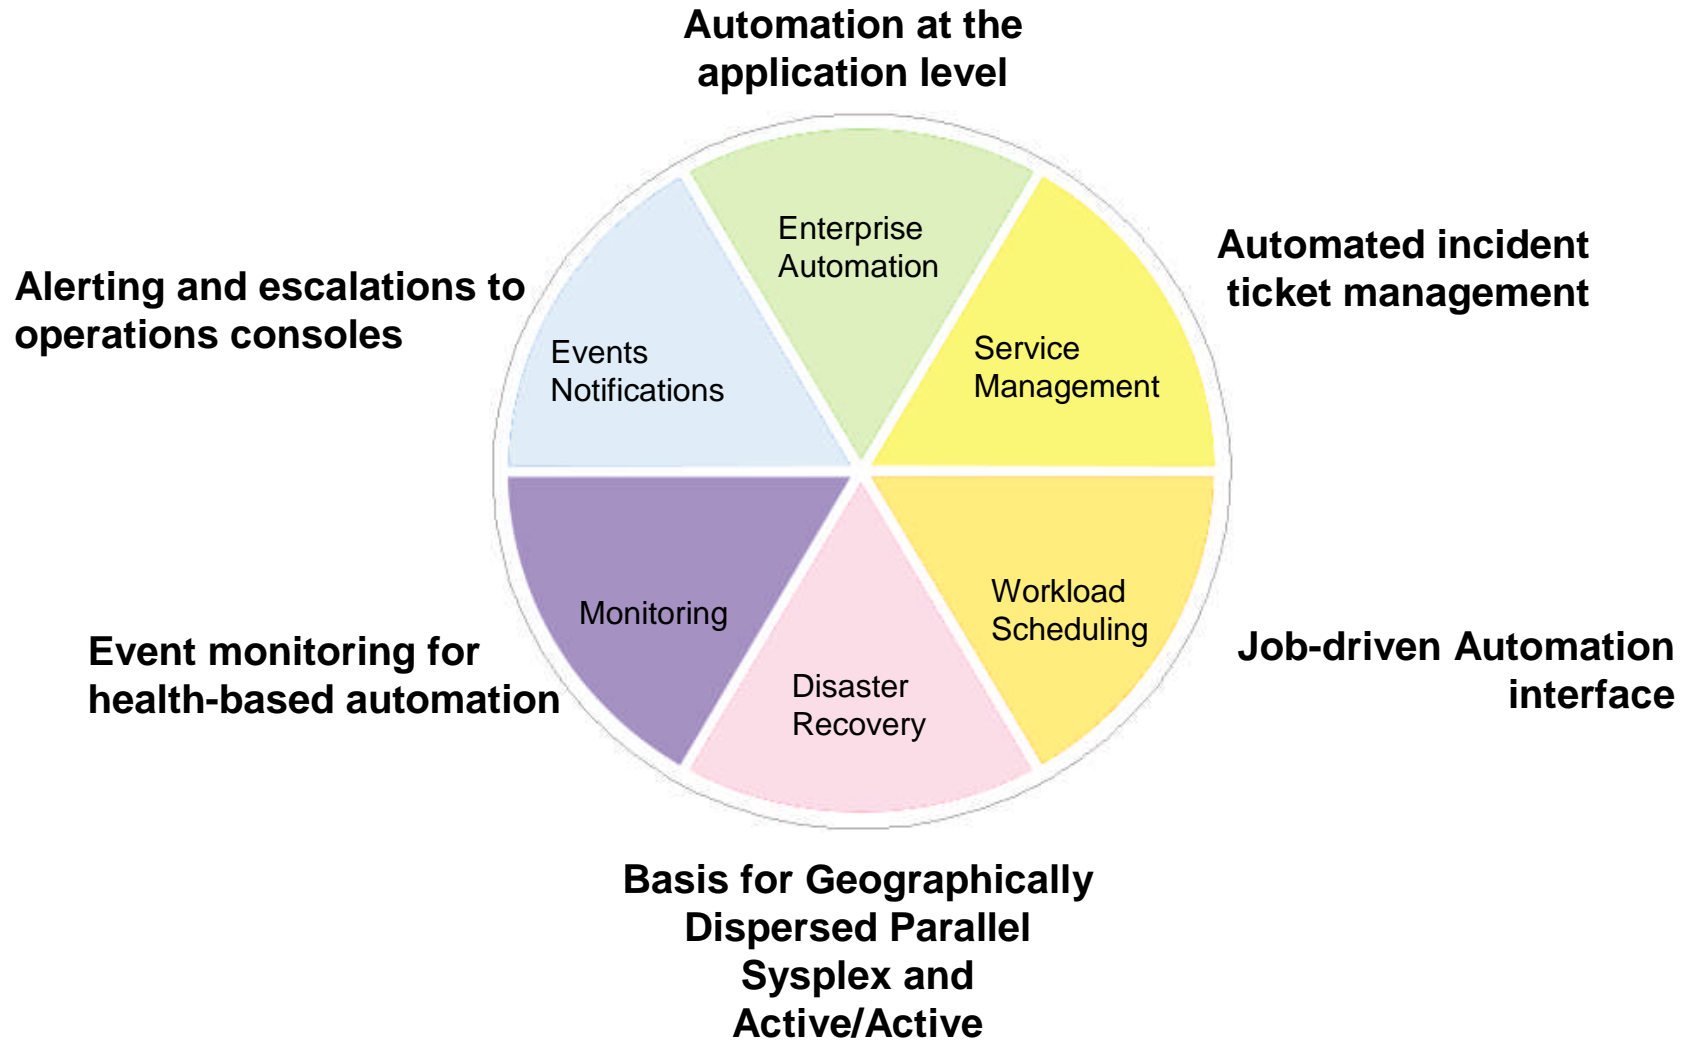 Automation at the
application level
Enterprise
Automation
Automated incident
ticket management
Service
Management
Alerting and escalations to
operations consoles
Events
Notifications
Workload
Scheduling
Job-driven Automation
interface
Monitoring
Event monitoring for
health-based automation
Disaster
Recovery
Basis for Geographically
Dispersed Parallel
Sysplex and
Active/Active